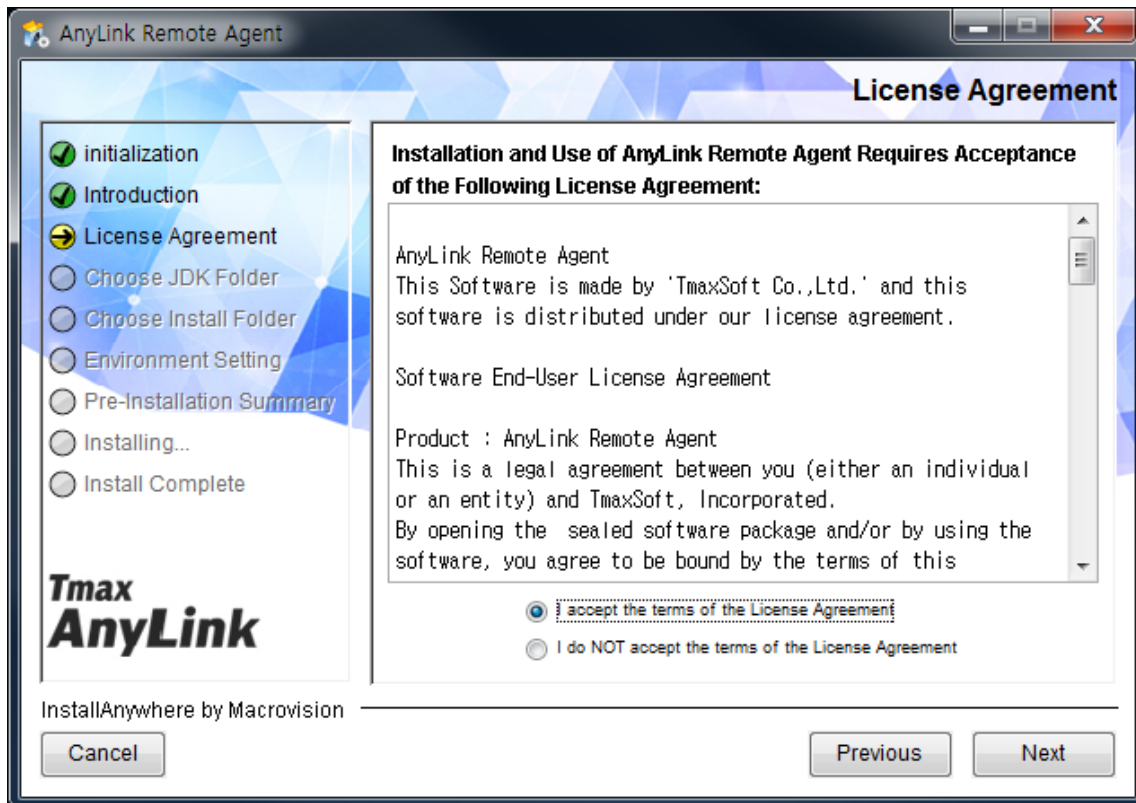 AnyLink Remote Agent
License Agreement
initialization
Introduction
License Agreement
Choose JDK Folder
Choose Install Folder
Environment Setting
Pre-Installation Summary
Installing...
Install Complete
Tmax
AnyLink
Installation and Use of AnyLink Remote Agent Requires Acceptance
of the Following License Agreement:
AnyLink Remote Agent
This Software is made by 'TmaxSoft Co.,Ltd.' and this
software is distributed under our license agreement.
Software End-User License Agreement
Product : AnyLink Remote Agent
This is a legal agreement between you (either an individual
or an entity) and TmaxSoft, Incorporated.
By opening the  sealed software package and/or by using the
software, you agree to be bound by the terms of this
I accept the terms of the License Agreement
I do NOT accept the terms of the License Agreement
InstallAnywhere by Macrovision
Cancel
Previous
Next